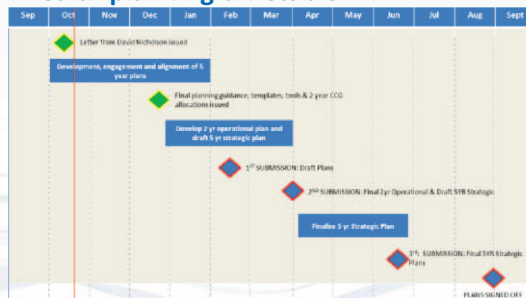 Sep Oct Nov Dec Jan Feb Mar Apr May Jun Jul Aug Sept
Letter from David Nicholson issued
Development, engagement and alignment of 5
year plans
Final planning guidance, templates, tools & 2 year CCG
allocations issued
Develop 2 yr operational plan and
draft 5 yr strategic plan
1ST SUBMISSION: Draft Plans
2ND SUBMISSION: Final 2yr Operational & Draft 5YR Strategic
Finalise 5 yr Strategic Plan
3rd: SUBMISSION: Final 5YR Strategic
Plans
PLANS SIGNED OFF